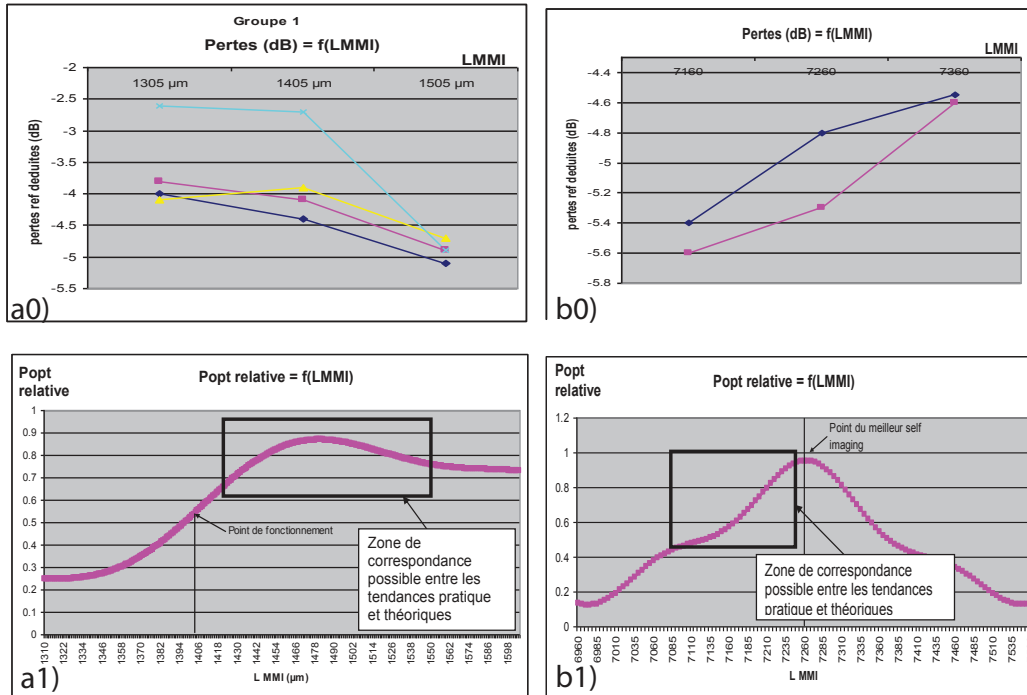 Groupe 1
Pertes (dB) = f(LMMI)
LMMI
1305 µm 1405 µm 1505 µm
pertes ref deduites (dB)
-2
-2.5
-3
-3.5
-4
-4.5
-5
-5.5
a0)
Pertes (dB) = f(LMMI)
LMMI
7160 7260 7360
pertes ref deduites (dB)
-4.4
-4.6
-4.8
-5
-5.2
-5.4
-5.6
-5.8
b0)
Popt
relative
Popt relative = f(LMMI)
1
0.9
0.8
0.7
0.6
0.5
0.4
0.3
0.2
0.1
0
Point de fonctionnement
Zone de
correspondance
possible entre les
tendances pratique
et théoriques
1310 1322 1334 1346 1358 1370 1382 1394 1406 1418 1430 1442 1454 1466 1478 1490 1502 1514 1526 1538 1550 1562 1574 1586 1598
L MMI (µm)
a1)
Popt
relative
Popt relative = f(LMMI)
1.2
1
0.8
0.6
0.4
0.2
0
Point du meilleur self
imaging
Zone de correspondance
possible entre les tendances
pratique et théoriques
6960 6985 7010 7035 7060 7085 7110 7135 7160 7185 7210 7235 7260 7285 7310 7335 7360 7385 7410 7435 7460 7485 7510 7535
L MMI
b1)